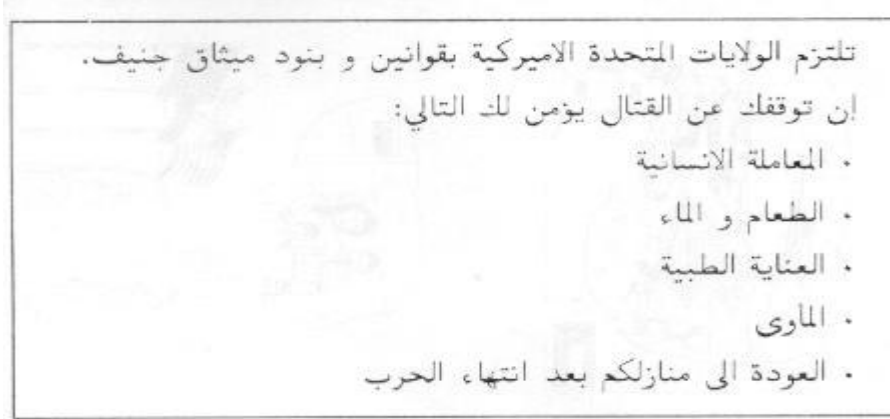 تلتزم الولايات المتحدة الاميركية بقوانين و بنود ميثاق جنيف.
إن توقفك عن القتال يؤمن لك التالي:
· المعاملة الانسانية
· الطعام و الماء
· العناية الطبية
· المأوى
· العودة الى منازلكم بعد انتهاء الحرب